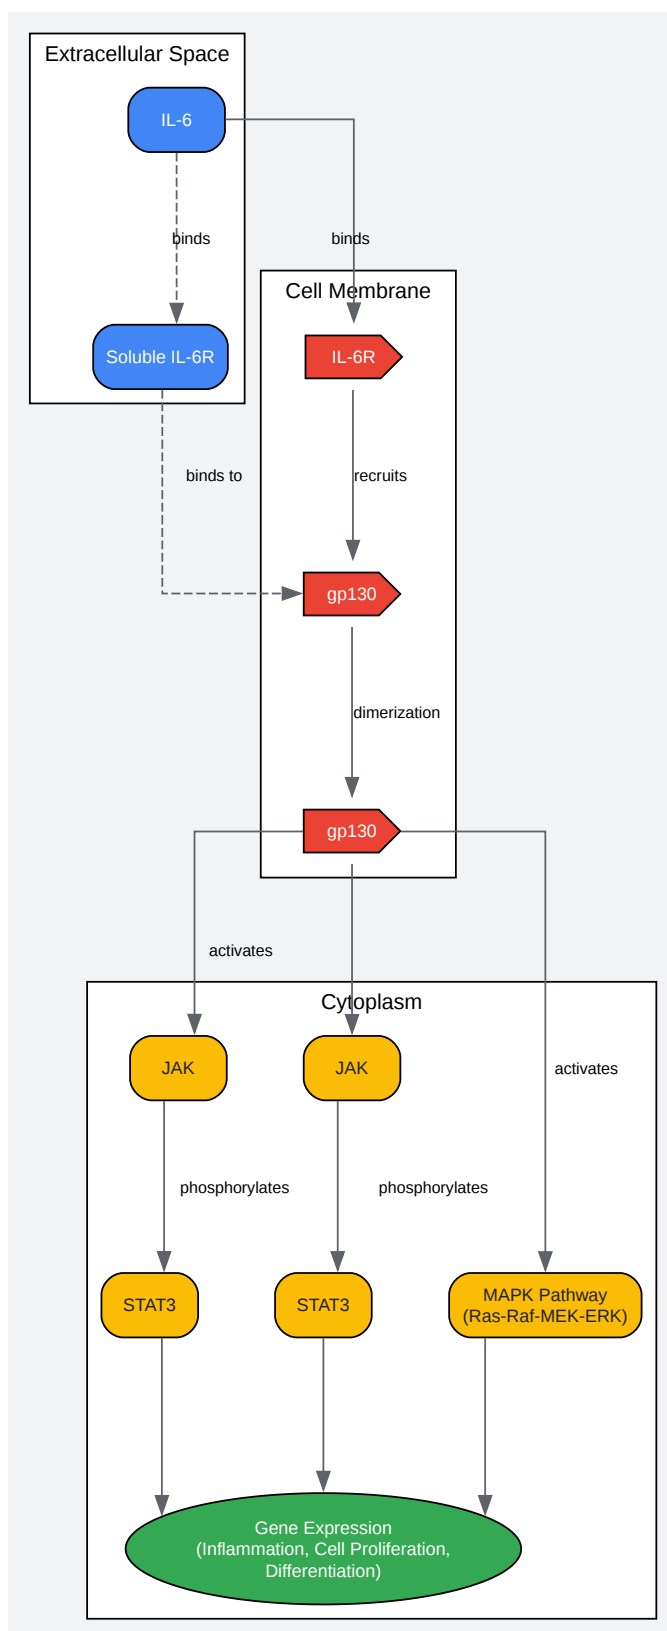 Extracellular Space
IL-6
binds
binds
Cell Membrane
Soluble IL-6R
IL-6R
binds to
recruits
gp130
dimerization
gp130
activates
Cytoplasm
JAK
JAK
activates
phosphorylates
phosphorylates
STAT3
STAT3
MAPK Pathway
(Ras-Raf-MEK-ERK)
Gene Expression
(Inflammation, Cell Proliferation,
Differentiation)